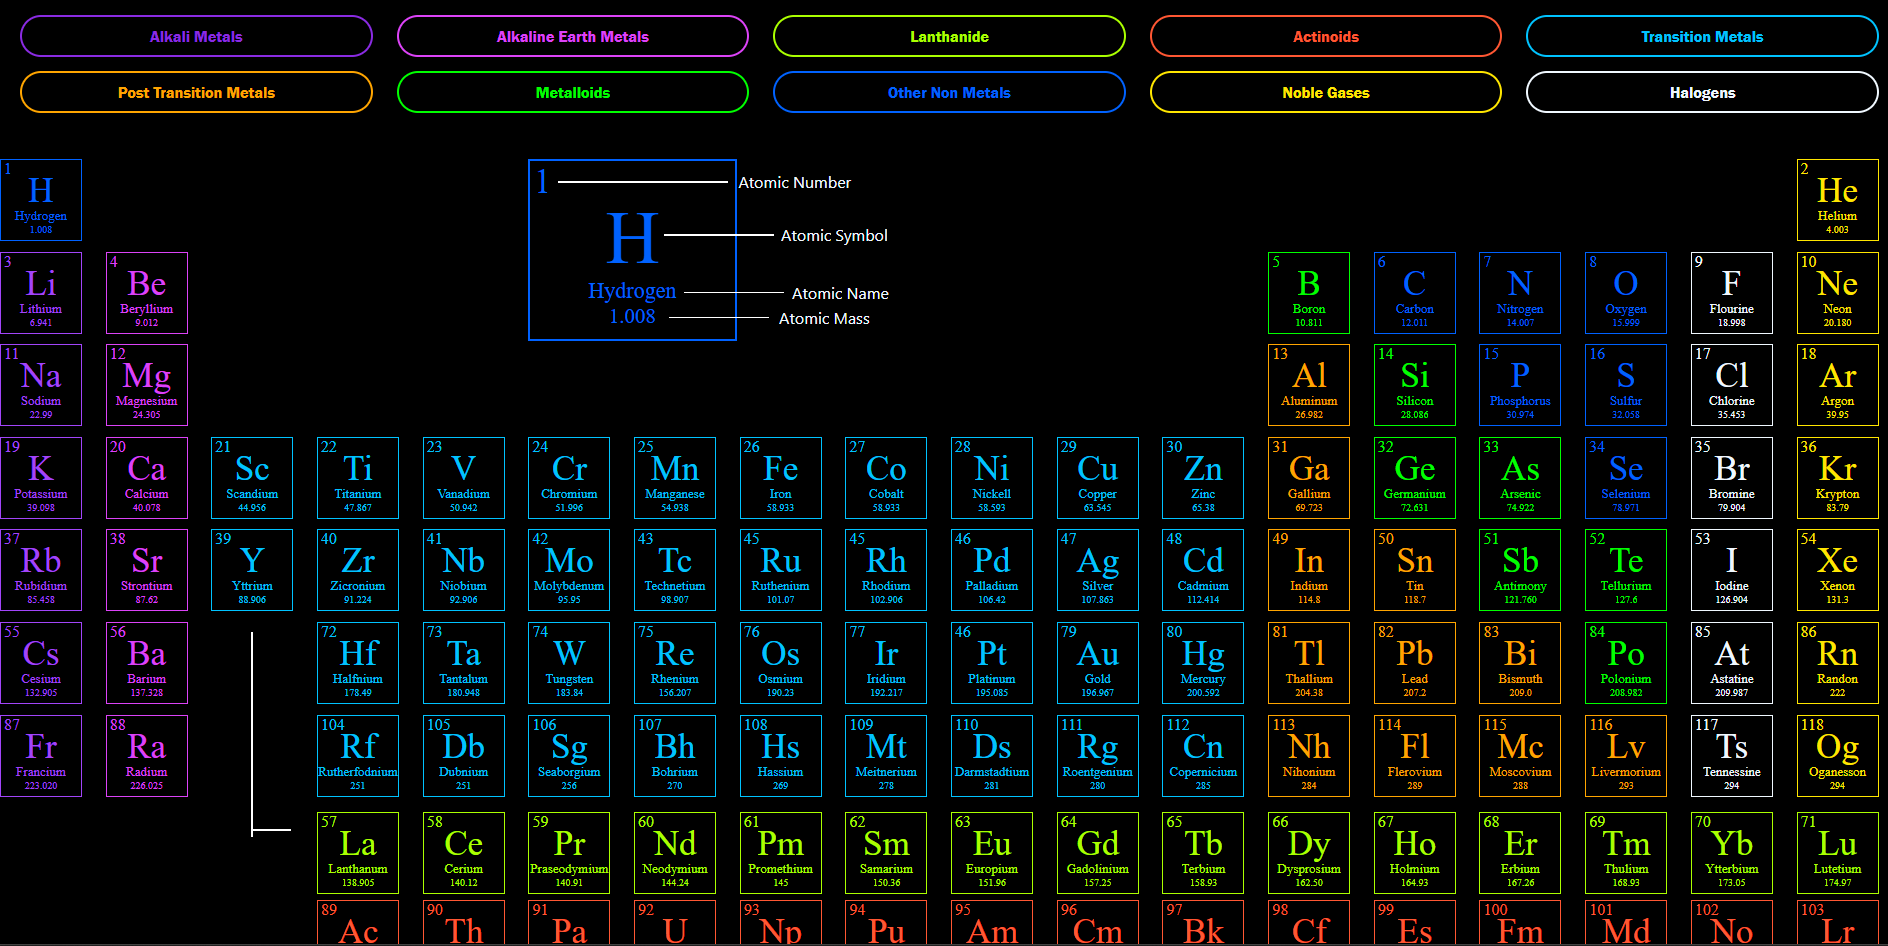 Alkali Metals Alkaline Earth Metals Lanthanide Actinoids Transition Metals
Post Transition Metals Metalloids Other Non Metals Noble Gases Halogens
1 H Hydrogen 1.008
1 Atomic Number
H Atomic Symbol
Hydrogen Atomic Name
1.008 Atomic Mass
2 He Helium 4.003
3 Li Lithium 6.941
4 Be Beryllium 9.012
5 B Boron 10.811
6 C Carbon 12.011
7 N Nitrogen 14.007
8 O Oxygen 15.999
9 F Flourine 18.998
10 Ne Neon 20.180
11 Na Sodium 22.99
12 Mg Magnesium 24.305
13 Al Aluminum 26.982
14 Si Silicon 28.086
15 P Phosphorus 30.974
16 S Sulfur 32.058
17 Cl Chlorine 35.453
18 Ar Argon 39.95
19 K Potassium 39.098
20 Ca Calcium 40.078
21 Sc Scandium 44.956
22 Ti Titanium 47.867
23 V Vanadium 50.942
24 Cr Chromium 51.996
25 Mn Manganese 54.938
26 Fe Iron 58.933
27 Co Cobalt 58.933
28 Ni Nickell 58.593
29 Cu Copper 63.545
30 Zn Zinc 65.38
31 Ga Gallium 69.723
32 Ge Germanium 72.631
33 As Arsenic 74.922
34 Se Selenium 78.971
35 Br Bromine 79.904
36 Kr Krypton 83.79
37 Rb Rubidium 85.458
38 Sr Strontium 87.62
39 Y Yttrium 88.906
40 Zr Zicronium 91.224
41 Nb Niobium 92.906
42 Mo Molybdenum 95.95
43 Tc Technetium 98.907
45 Ru Ruthenium 101.07
45 Rh Rhodium 102.906
46 Pd Palladium 106.42
47 Ag Silver 107.863
48 Cd Cadmium 112.414
49 In Indium 114.8
50 Sn Tin 118.7
51 Sb Antimony 121.760
52 Te Tellurium 127.6
53 I Iodine 126.904
54 Xe Xenon 131.3
55 Cs Cesium 132.905
56 Ba Barium 137.328
72 Hf Halfnium 178.49
73 Ta Tantalum 180.948
74 W Tungsten 183.84
75 Re Rhenium 156.207
76 Os Osmium 190.23
77 Ir Iridium 192.217
46 Pt Platinum 195.085
79 Au Gold 196.967
80 Hg Mercury 200.592
81 Tl Thallium 204.38
82 Pb Lead 207.2
83 Bi Bismuth 209.0
84 Po Polonium 208.982
85 At Astatine 209.987
86 Rn Randon 222
87 Fr Francium 223.020
88 Ra Radium 226.025
104 Rf Rutherfodnium 251
105 Db Dubnium 251
106 Sg Seaborgium 256
107 Bh Bohrium 270
108 Hs Hassium 269
109 Mt Meitnerium 278
110 Ds Darmstadtium 281
111 Rg Roentgenium 280
112 Cn Copernicium 285
113 Nh Nihonium 284
114 Fl Flerovium 289
115 Mc Moscovium 288
116 Lv Livermorium 293
117 Ts Tennessine 294
118 Og Oganesson 294
57 La Lanthanum 138.905
58 Ce Cerium 140.12
59 Pr Praseodymium 140.91
60 Nd Neodymium 144.24
61 Pm Promethium 145
62 Sm Samarium 150.36
63 Eu Europium 151.96
64 Gd Gadolinium 157.25
65 Tb Terbium 158.93
66 Dy Dysprosium 162.50
67 Ho Holmium 164.93
68 Er Erbium 167.26
69 Tm Thulium 168.93
70 Yb Ytterbium 173.05
71 Lu Lutetium 174.97
89 Ac
90 Th
91 Pa
92 U
93 Np
94 Pu
95 Am
96 Cm
97 Bk
98 Cf
99 Es
100 Fm
101 Md
102 No
103 Lr